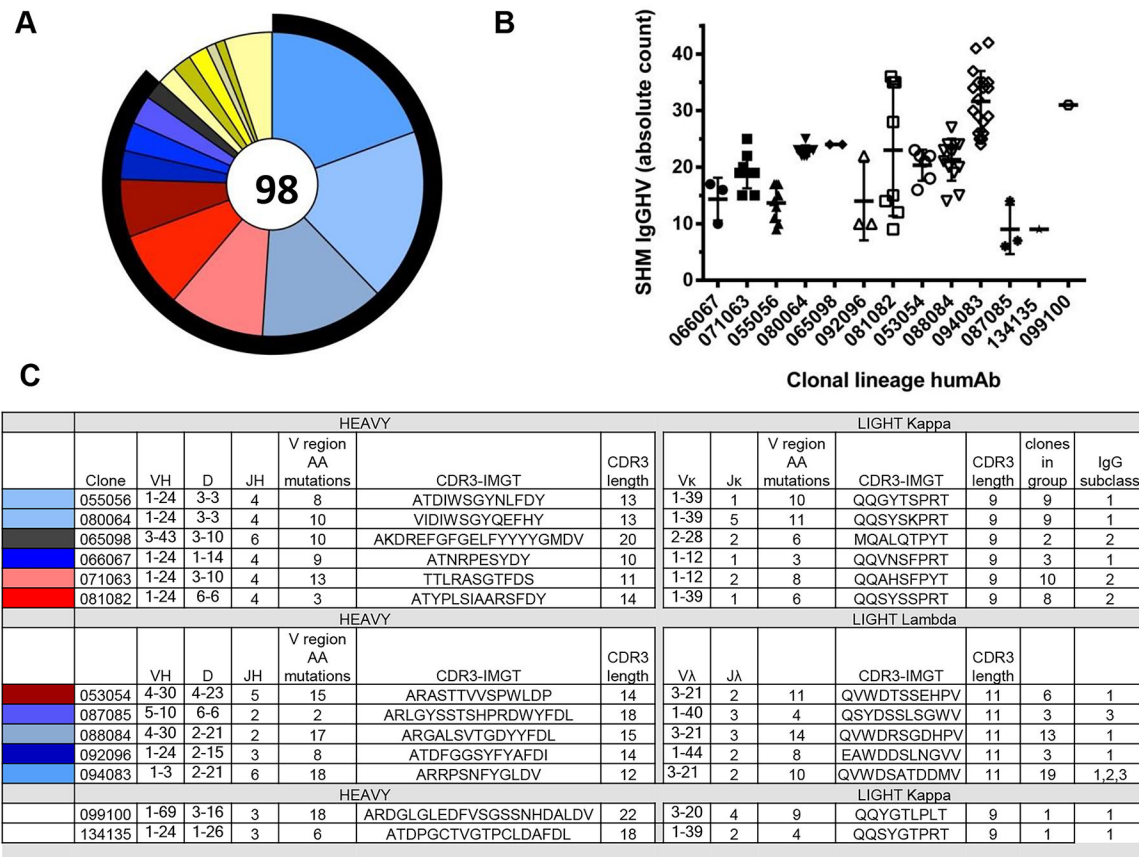 A
98
B
SHM IgGHV (absolute count)
40
30
20
10
0
066067
071063
055056
080064
065098
092096
081082
053054
088084
094083
087085
134135
099100
Clonal lineage humAb
C
HEAVY LIGHT Kappa
Clone VH D JH V region AA mutations CDR3-IMGT CDR3 length Vκ Jκ V region AA mutations CDR3-IMGT CDR3 length clones in group IgG subclass
055056 1-24 3-3 4 8 ATDIWSGYNLFDY 13 1-39 1 10 QQGYTSPRT 9 9 1
080064 1-24 3-3 4 10 VIDIWSGYQEFHY 13 1-39 5 11 QQSYSKPRT 9 9 1
065098 3-43 3-10 6 10 AKDREFGFGELFYYYYGMDV 20 2-28 2 6 MQALQTPYT 9 2 2
066067 1-24 1-14 4 9 ATNRPESYDY 10 1-12 1 3 QQVNSFPRT 9 3 1
071063 1-24 3-10 4 13 TTLRASGTFDS 11 1-12 2 8 QQAHSFPYT 9 10 2
081082 1-24 6-6 4 3 ATYPLSIAARSFDY 14 1-39 1 6 QQSYSSPRT 9 8 2
HEAVY LIGHT Lambda
VH D JH V region AA mutations CDR3-IMGT CDR3 length Vλ Jλ CDR3-IMGT CDR3 length
053054 4-30 4-23 5 15 ARASTTVVSPWLDP 14 3-21 2 11 QVWDTSSEHPV 11 6 1
087085 5-10 6-6 2 2 ARLGYSSTSHPRDWYFDL 18 1-40 3 4 QSYDSSLSGWV 11 3 3
088084 4-30 2-21 2 17 ARGALSVTGDYYFDL 15 3-21 3 14 QVWDRSGDHPV 11 13 1
092096 1-24 2-15 3 8 ATDFGGSYFYAFDI 14 1-44 2 8 EAWDDSLNGVV 11 3 1
094083 1-3 2-21 6 18 ARRPSNFYGLDV 12 3-21 2 10 QVWDSATDDMV 11 19 1,2,3
HEAVY LIGHT Kappa
099100 1-69 3-16 3 18 ARDGLGLEDFVSGSSNHDALDV 22 3-20 4 9 QQYGTLPLT 9 1 1
134135 1-24 1-26 3 6 ATDPGCTVGTPCLDAFDL 18 1-39 2 4 QQSYGTPRT 9 1 1